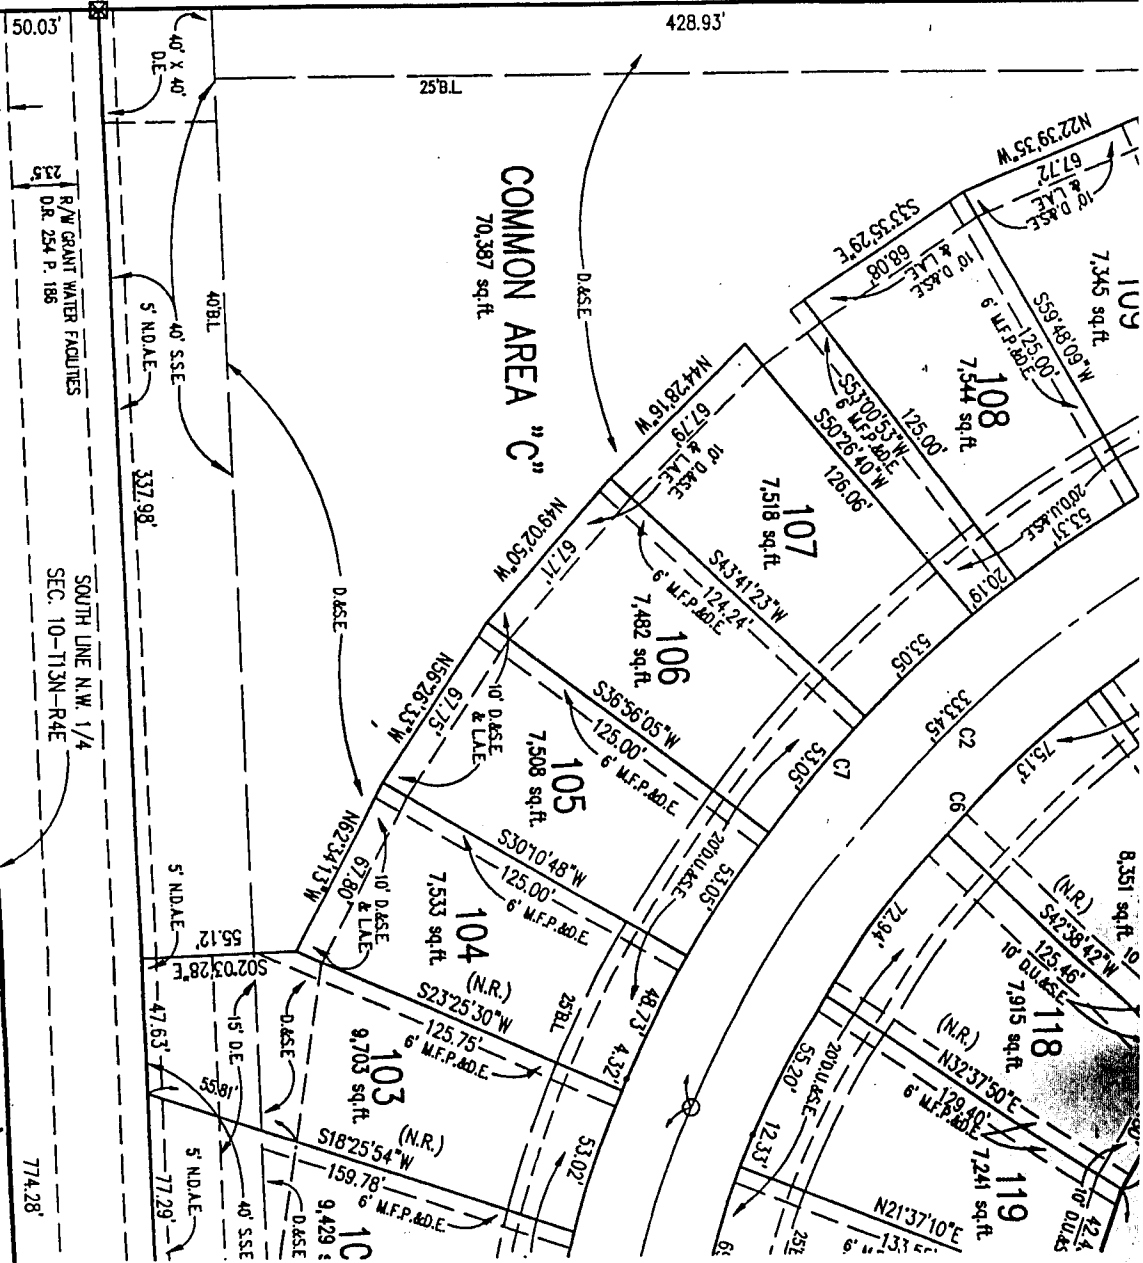 50.03'
428.93'
40' X 40'
D.E.
25'B.L.
23.5'
R/W GRANT WATER FACILITIES
D.R. 254 P. 186
40'B.L.
5' N.D.A.E.
40' S.S.E.
337.98'
SOUTH LINE N.W. 1/4
SEC. 10-T13N-R4E
D.&S.E.
COMMON AREA "C"
70,387 sq.ft.
D.&S.E.
N22°39'35"W
67.72'
10' D.&S.E.
& L.A.E.
109
7,345 sq.ft.
S59°48'09"W
125.00'
6' M.F.P.&D.E.
S33°35'29"E
68.08'
10' D.&S.E.
& L.A.E.
108
7,544 sq.ft.
S53°00'53"W
125.00'
6' M.F.P.&D.E.
S50°26'40"W
126.06'
20'D.U.&S.E.
53.31'
20.19'
N44°28'16"W
67.79'
10' D.&S.E.
& L.A.E.
107
7,518 sq.ft.
S43°41'23"W
124.24'
6' M.F.P.&D.E.
53.05'
N49°02'50"W
67.71'
106
7,482 sq.ft.
S36°56'05"W
125.00'
6' M.F.P.&D.E.
53.05'
C7
333.45'
C2
N56°26'33"W
67.75'
10' D.&S.E.
& L.A.E.
105
7,508 sq.ft.
S30°10'48"W
125.00'
6' M.F.P.&D.E.
20'D.U.&S.E.
53.05'
N62°34'13"W
67.80'
10' D.&S.E.
& L.A.E.
104
7,533 sq.ft.
(N.R.)
S23°25'30"W
125.75'
6' M.F.P.&D.E.
25'B.L.
48.73'
4.32'
5' N.D.A.E.
55.12'
S02°03'28"E
47.63'
15' D.E.
D.&S.E.
55.81'
103
9,703 sq.ft.
(N.R.)
S18°25'54"W
159.78'
6' M.F.P.&D.E.
53.02'
774.28'
5' N.D.A.E.
77.29'
40' S.S.E.
D.&S.E.
10
9,429 s
75.13'
C6
8,351 sq.ft.
10
(N.R.)
S42°38'42"W
125.46'
10' D.U.&S.E.
72.94'
118
7,915 sq.ft.
(N.R.)
N32°37'50"E
129.40'
6' M.F.P.&D.E.
20'D.U.&S.E.
55.20'
12.33'
119
7,241 sq.ft.
N21°37'10"E
10' D.U.&S
42.4